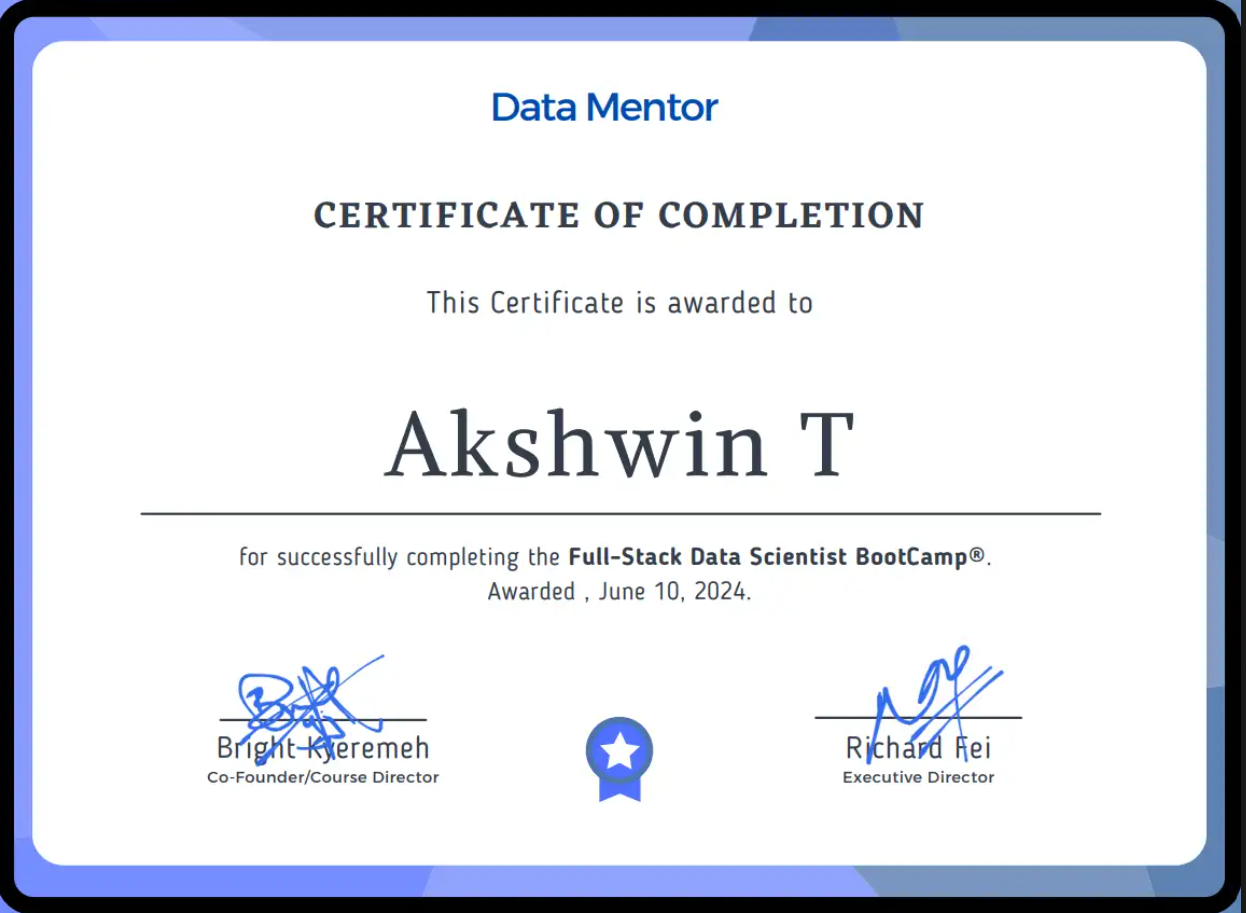 Data Mentor
CERTIFICATE OF COMPLETION
This Certificate is awarded to
Akshwin T
for successfully completing the Full-Stack Data Scientist BootCamp®.
Awarded , June 10, 2024.
Bright Kyeremeh
Co-Founder/Course Director
Richard Fei
Executive Director